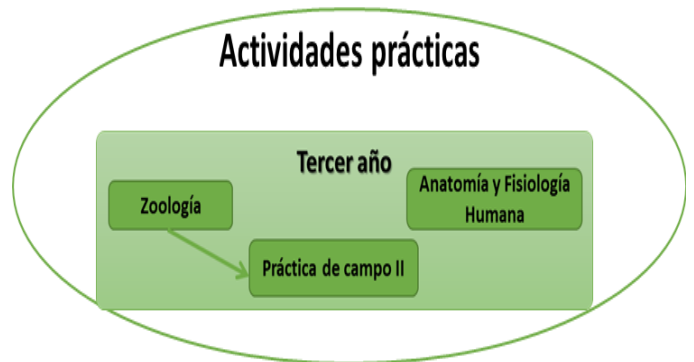 Actividades prácticas
Tercer año
Zoología
Anatomía y Fisiología
Humana
Práctica de campo II